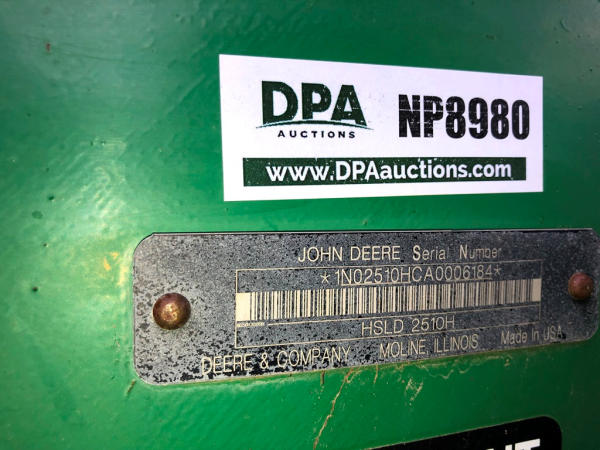 DPA
AUCTIONS
NP8980
www.DPAauctions.com
JOHN DEERE Serial Number
*1N02510HCA0006184*
HSLD 2510H
DEERE & COMPANY MOLINE, ILLINOIS Made In USA